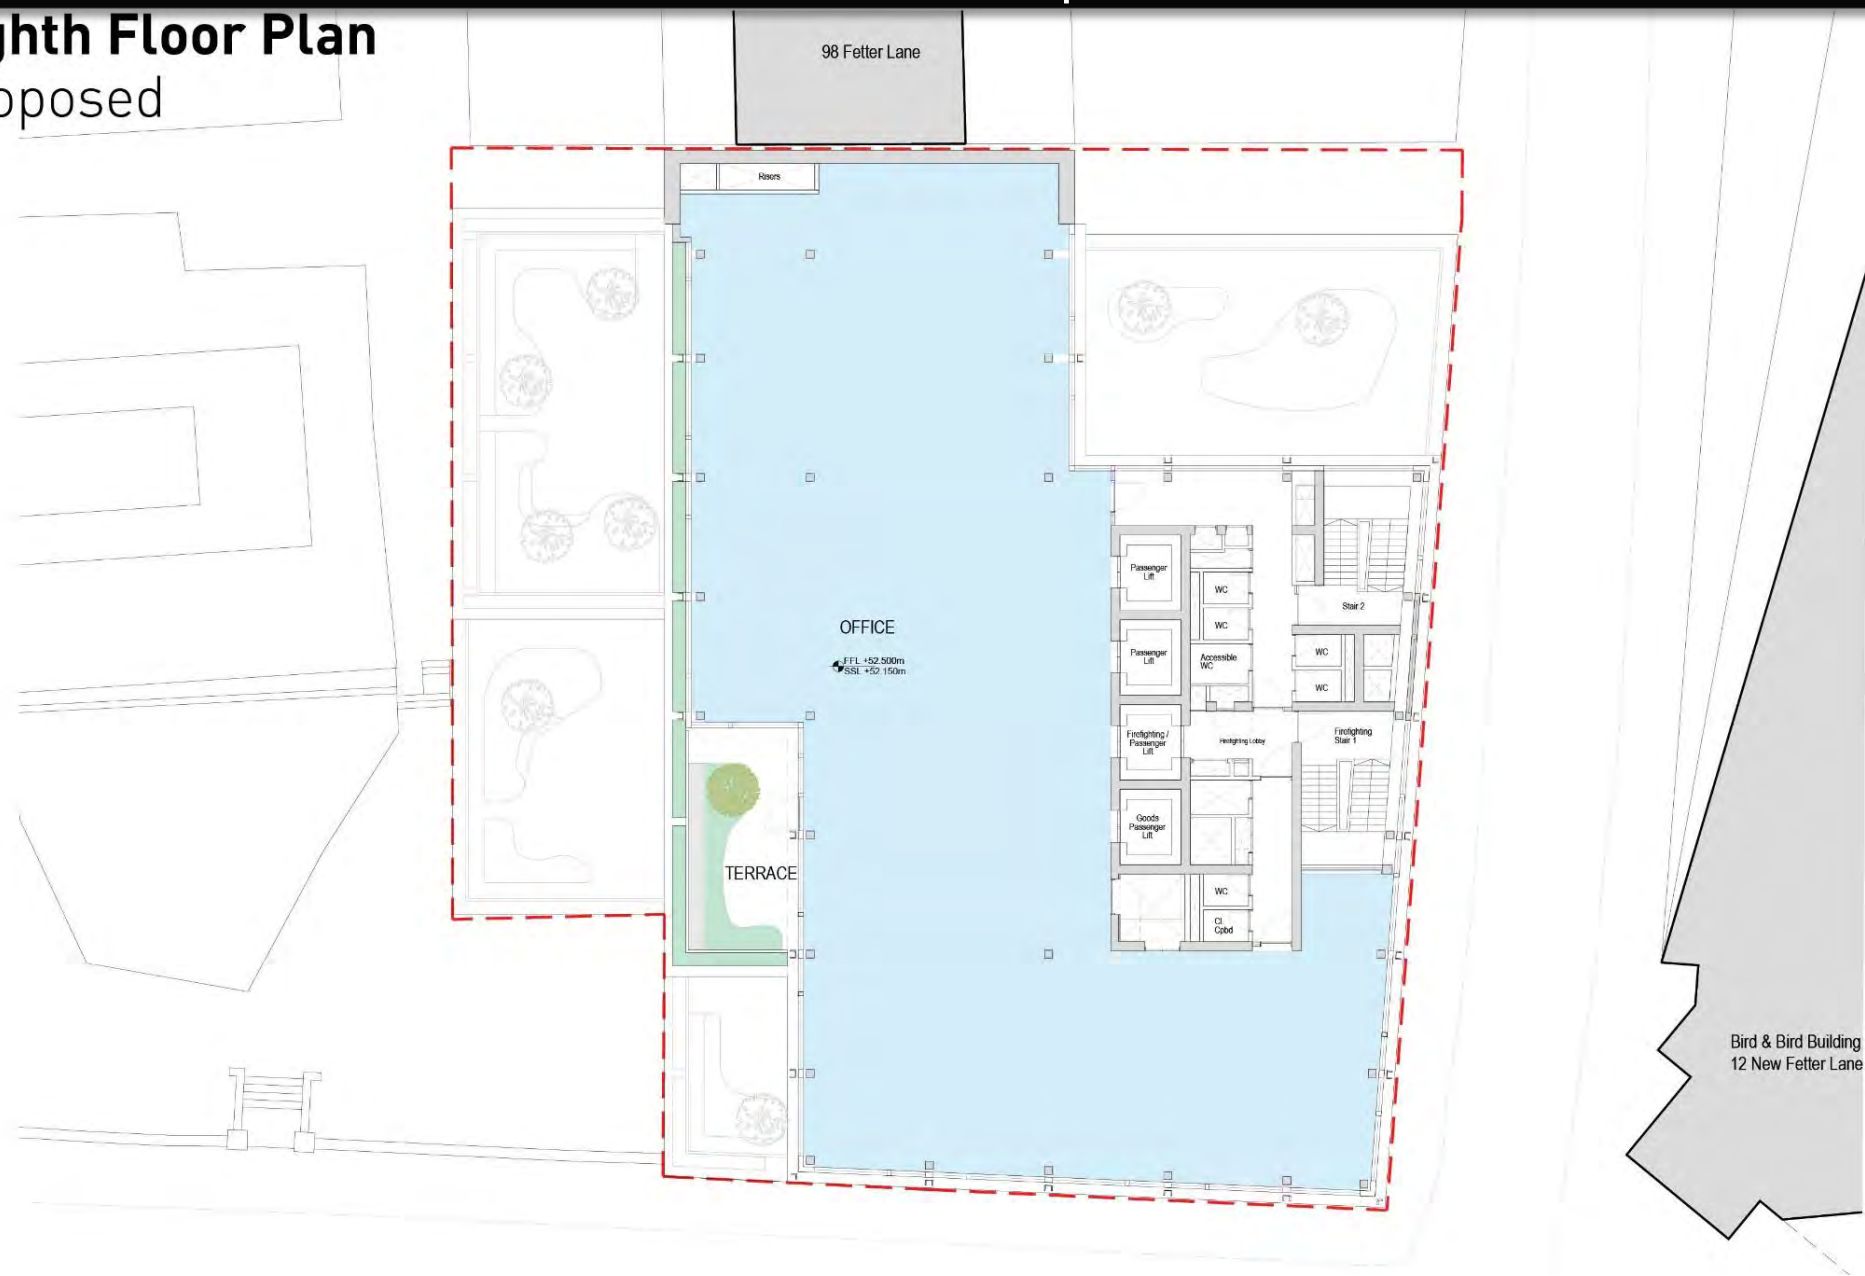 ghth Floor Plan
oposed
98 Fetter Lane
Risers
Passenger
Lift
WC
WC
Stair 2
OFFICE
FFL +52.500m
SSL +52.150m
Passenger
Lift
Accessible
WC
WC
WC
Firefighting /
Passenger
Lift
Firefighting Lobby
Firefighting
Stair 1
Goods
Passenger
Lift
TERRACE
WC
Cl.
Cpbd
Bird & Bird Building
12 New Fetter Lane